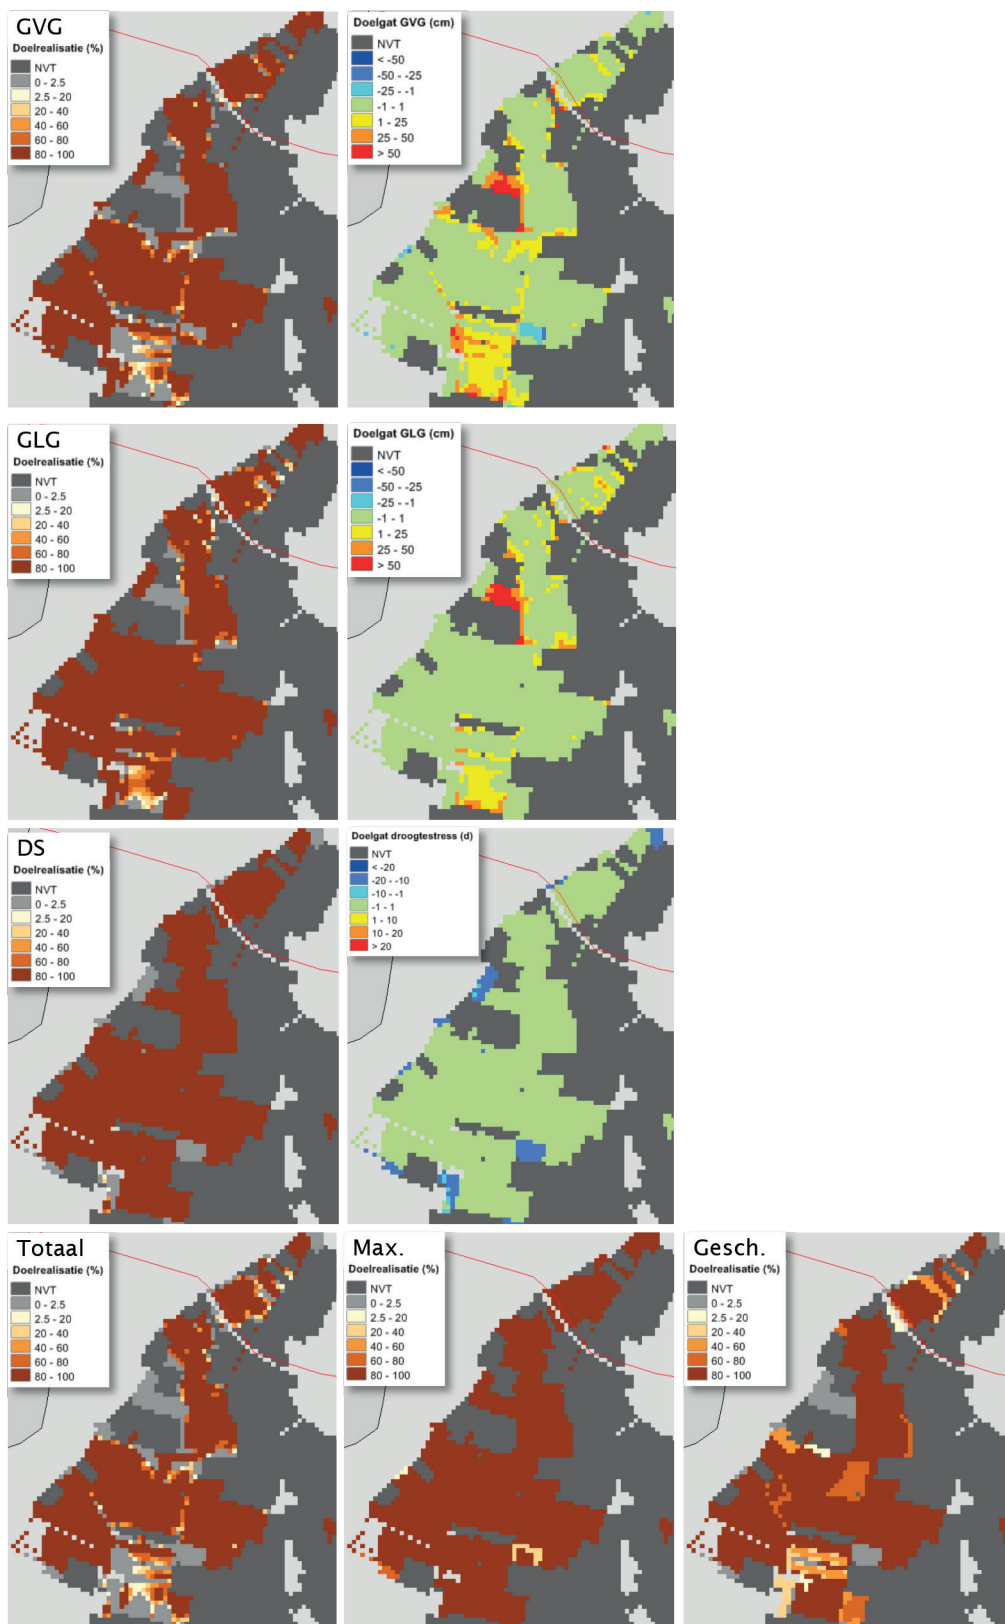 GVG
Doelrealisatie (%)
NVT
0 - 2.5
2.5 - 20
20 - 40
40 - 60
60 - 80
80 - 100
Doelgat GVG (cm)
NVT
< -50
-50 - -25
-25 - -1
-1 - 1
1 - 25
25 - 50
> 50
GLG
Doelrealisatie (%)
NVT
0 - 2.5
2.5 - 20
20 - 40
40 - 60
60 - 80
80 - 100
Doelgat GLG (cm)
NVT
< -50
-50 - -25
-25 - -1
-1 - 1
1 - 25
25 - 50
> 50
DS
Doelrealisatie (%)
NVT
0 - 2.5
2.5 - 20
20 - 40
40 - 60
60 - 80
80 - 100
Doelgat droogtestress (d)
NVT
< -20
-20 - -10
-10 - -1
-1 - 1
1 - 10
10 - 20
> 20
Totaal
Doelrealisatie (%)
NVT
0 - 2.5
2.5 - 20
20 - 40
40 - 60
60 - 80
80 - 100
Max.
Doelrealisatie (%)
NVT
0 - 2.5
2.5 - 20
20 - 40
40 - 60
60 - 80
80 - 100
Gesch.
Doelrealisatie (%)
NVT
0 - 2.5
2.5 - 20
20 - 40
40 - 60
60 - 80
80 - 100